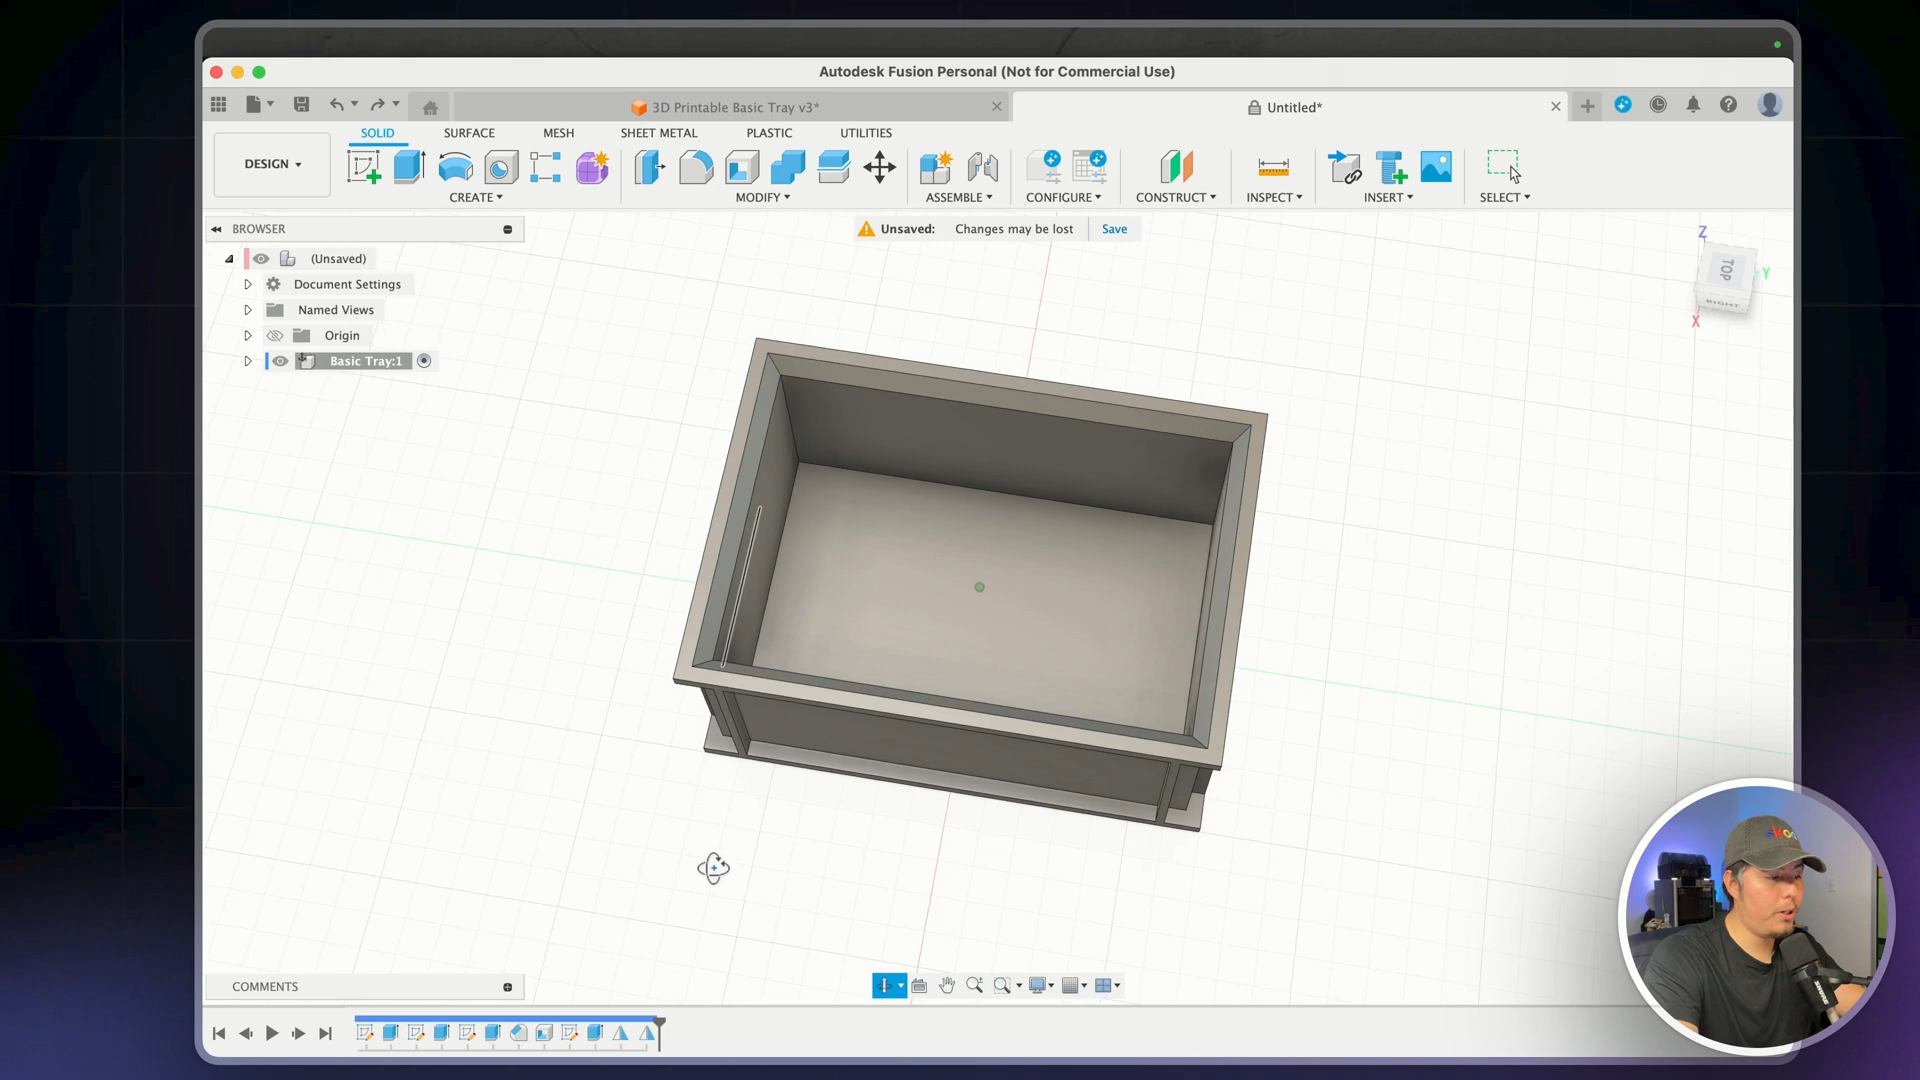 Autodesk Fusion Personal (Not for Commercial Use)
3D Printable Basic Tray v3*
Untitled*
DESIGN
SOLID
SURFACE
MESH
SHEET METAL
PLASTIC
UTILITIES
CREATE
MODIFY
ASSEMBLE
CONFIGURE
CONSTRUCT
INSPECT
INSERT
SELECT
BROWSER
Unsaved: Changes may be lost Save
(Unsaved)
Document Settings
Named Views
Origin
Basic Tray:1
Z
Y
X
TOP
RIGHT
COMMENTS
SHURE